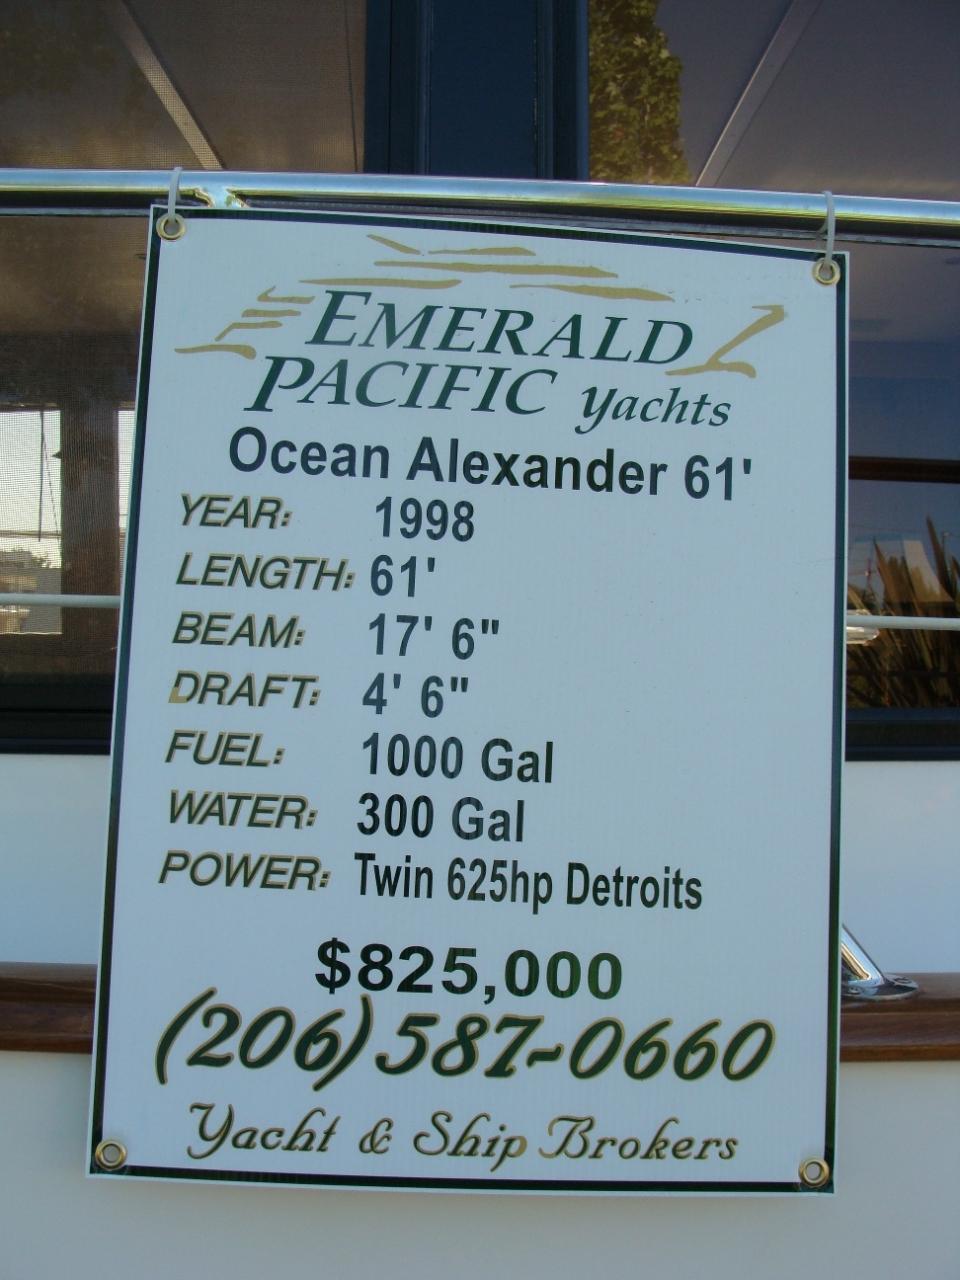 EMERALD
PACIFIC Yachts
Ocean Alexander 61'
YEAR: 1998
LENGTH: 61'
BEAM: 17' 6"
DRAFT: 4' 6"
FUEL: 1000 Gal
WATER: 300 Gal
POWER: Twin 625hp Detroits
$825,000
(206) 587-0660
Yacht & Ship Brokers